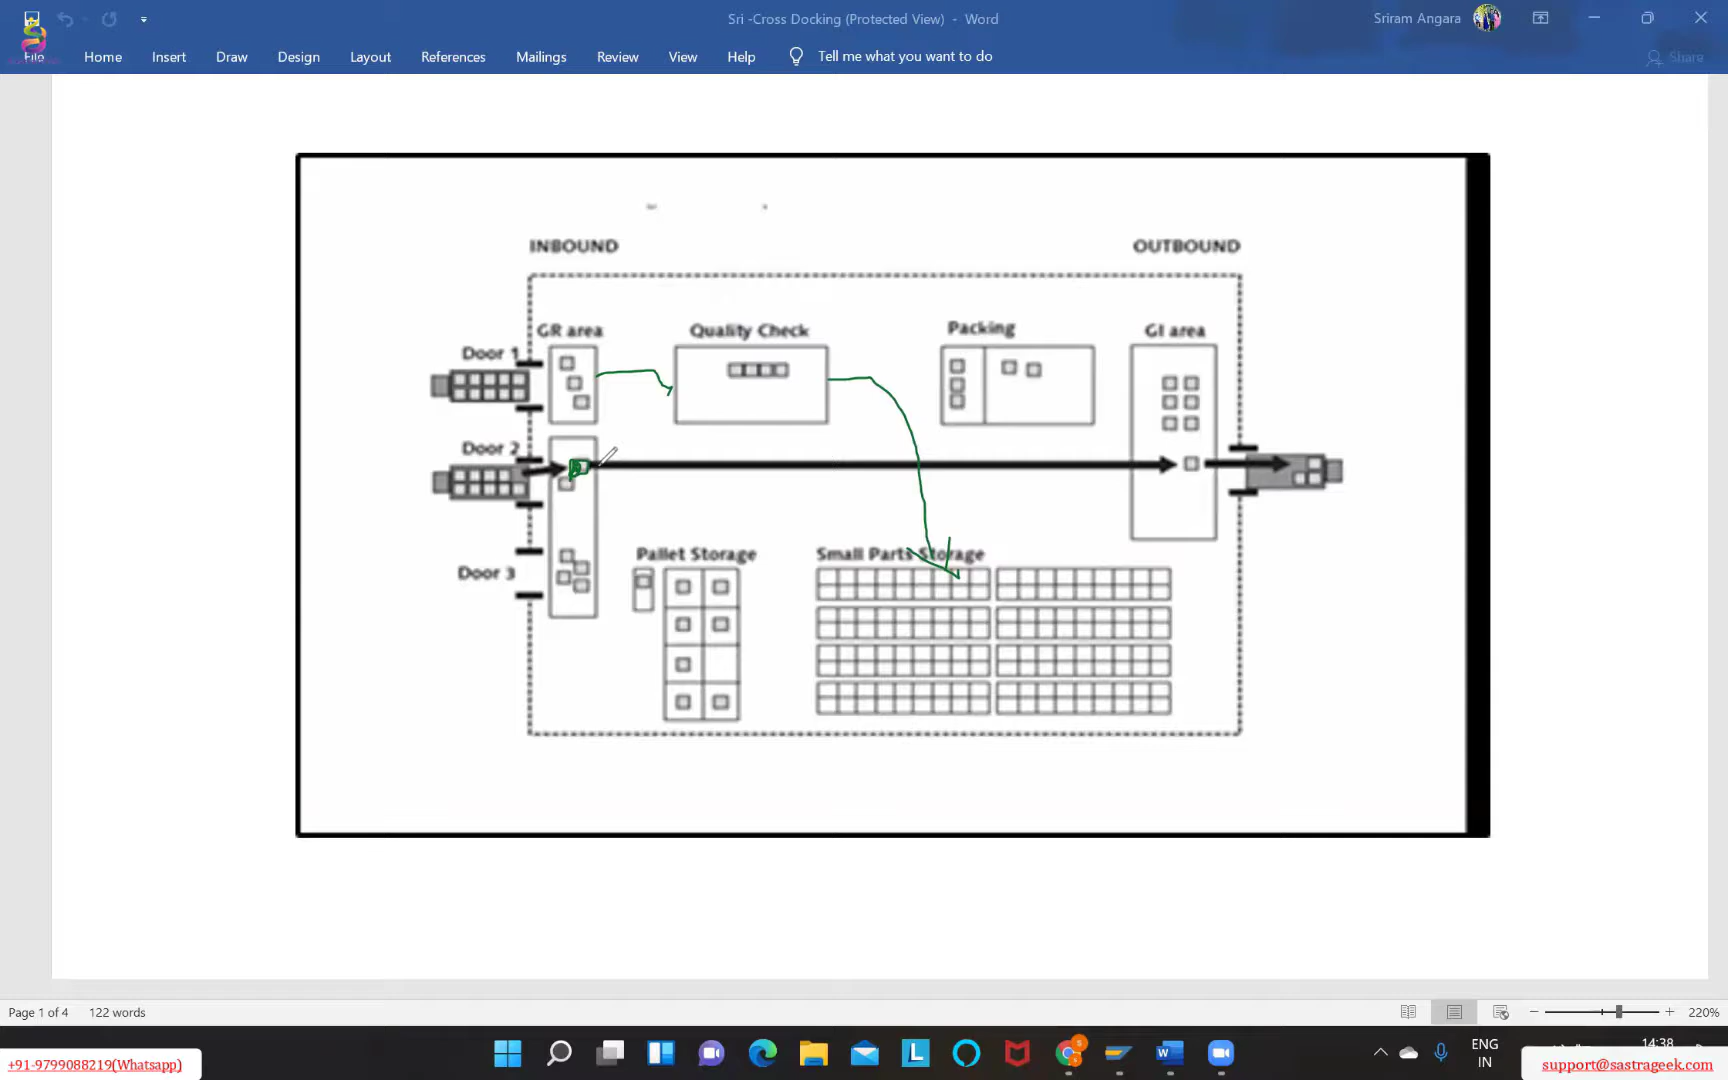 Sri -Cross Docking (Protected View) - Word
Sriram Angara
File Home Insert Draw Design Layout References Mailings Review View Help Tell me what you want to do
Share
INBOUND OUTBOUND
GR area Quality Check Packing GI area
Door 1
Door 2
Pallet Storage Small Parts Storage
Door 3
Page 1 of 4 122 words
220%
ENG
IN
14:38
+91-9799088219(Whatsapp)
support@sastrageek.com